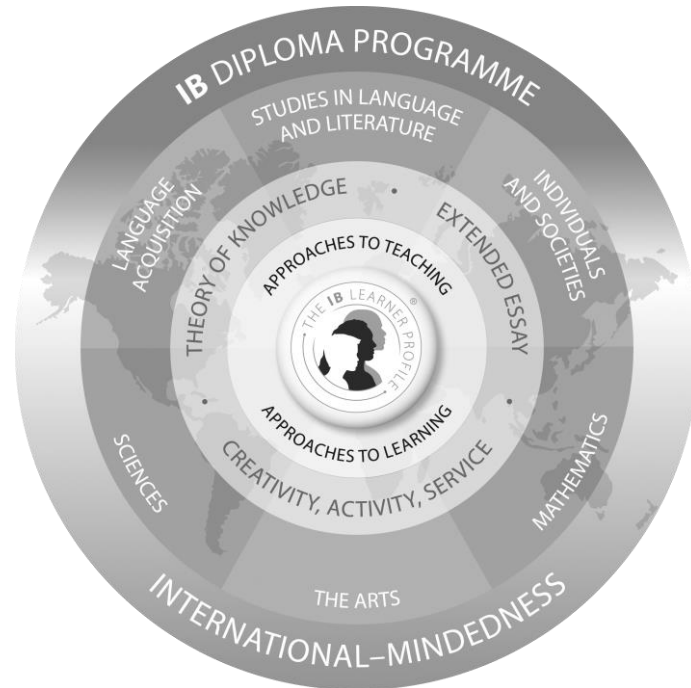 IB DIPLOMA PROGRAMME
STUDIES IN LANGUAGE
AND LITERATURE
LANGUAGE
ACQUISITION
INDIVIDUALS
AND SOCIETIES
THEORY OF KNOWLEDGE
EXTENDED ESSAY
APPROACHES TO TEACHING
THE IB LEARNER PROFILE
®
APPROACHES TO LEARNING
CREATIVITY, ACTIVITY, SERVICE
SCIENCES
MATHEMATICS
THE ARTS
INTERNATIONAL–MINDEDNESS